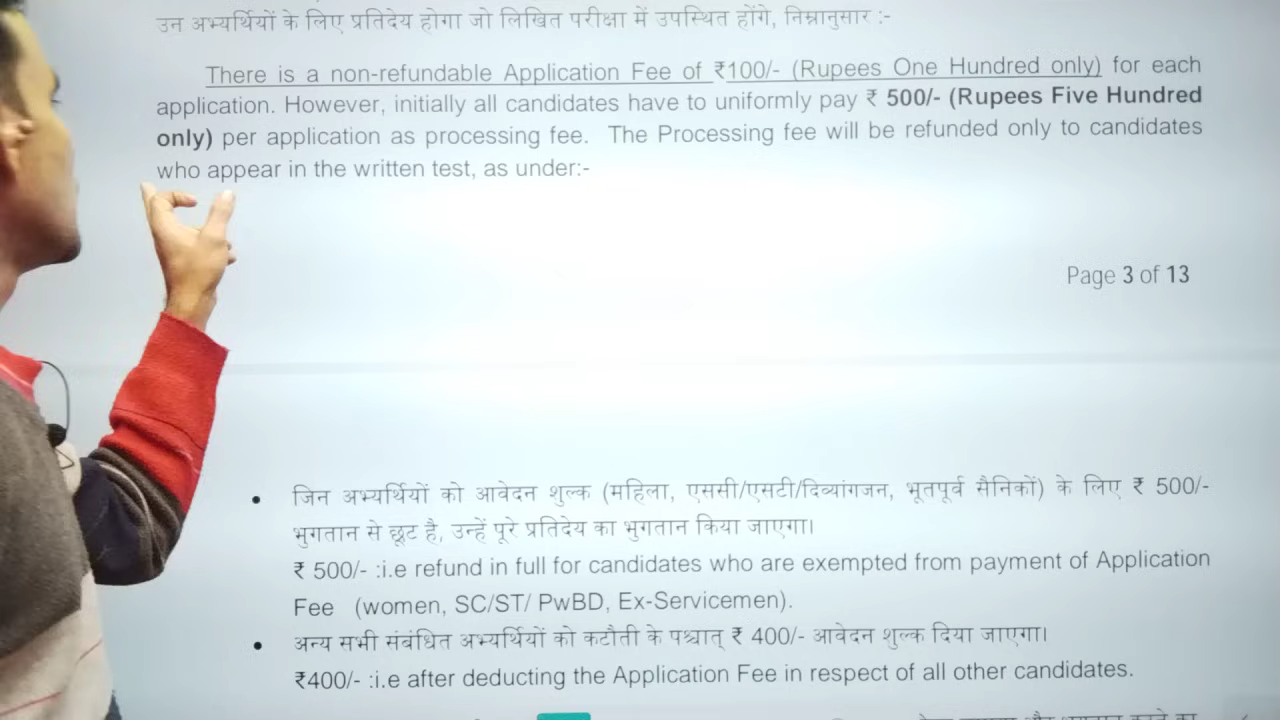 उन अभ्यर्थियों के लिए प्रतिदेय होगा जो लिखित परीक्षा में उपस्थित होंगे, निम्नानुसार :-
There is a non-refundable Application Fee of ₹100/- (Rupees One Hundred only) for each
application. However, initially all candidates have to uniformly pay ₹ 500/- (Rupees Five Hundred
only) per application as processing fee. The Processing fee will be refunded only to candidates
who appear in the written test, as under:-
Page 3 of 13
• जिन अभ्यर्थियों को आवेदन शुल्क (महिला, एससी/एसटी/दिव्यांगजन, भूतपूर्व सैनिकों) के लिए ₹ 500/-
भुगतान से छूट है, उन्हें पूरे प्रतिदेय का भुगतान किया जाएगा।
₹ 500/- :i.e refund in full for candidates who are exempted from payment of Application
Fee (women, SC/ST/ PwBD, Ex-Servicemen).
• अन्य सभी संबंधित अभ्यर्थियों को कटौती के पश्चात् ₹ 400/- आवेदन शुल्क दिया जाएगा।
₹400/- :i.e after deducting the Application Fee in respect of all other candidates.